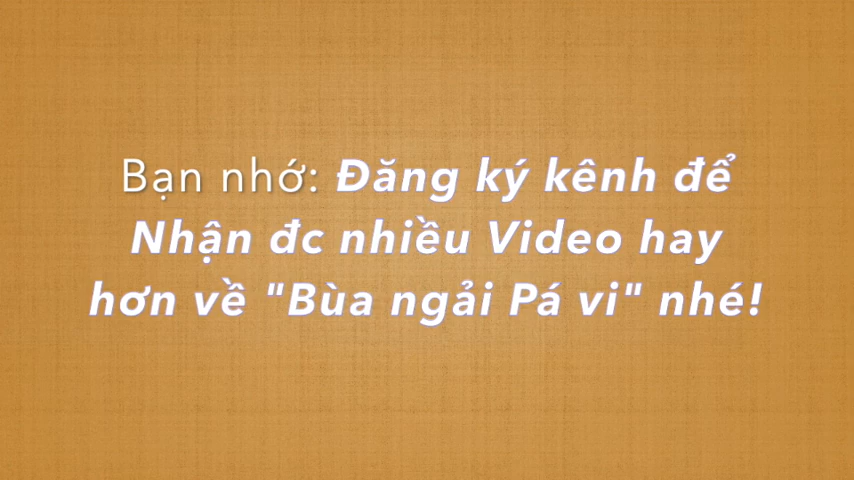 Bạn nhớ: Đăng ký kênh để
Nhận đc nhiều Video hay
hơn về "Bùa ngải Pá vi" nhé!